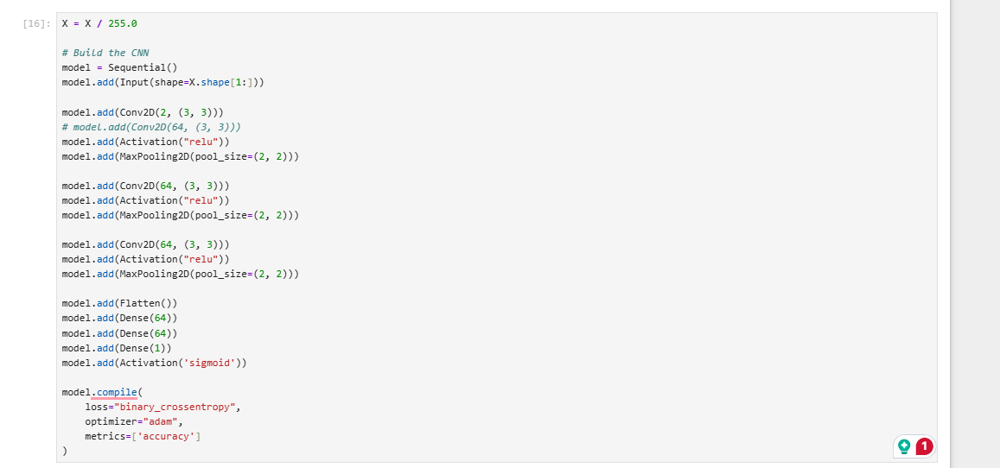 [16]: X = X / 255.0
# Build the CNN
model = Sequential()
model.add(Input(shape=X.shape[1:]))
model.add(Conv2D(2, (3, 3)))
# model.add(Conv2D(64, (3, 3)))
model.add(Activation("relu"))
model.add(MaxPooling2D(pool_size=(2, 2)))
model.add(Conv2D(64, (3, 3)))
model.add(Activation("relu"))
model.add(MaxPooling2D(pool_size=(2, 2)))
model.add(Conv2D(64, (3, 3)))
model.add(Activation("relu"))
model.add(MaxPooling2D(pool_size=(2, 2)))
model.add(Flatten())
model.add(Dense(64))
model.add(Dense(64))
model.add(Dense(1))
model.add(Activation('sigmoid'))
model.compile(
    loss="binary_crossentropy",
    optimizer="adam",
    metrics=['accuracy']
)
1